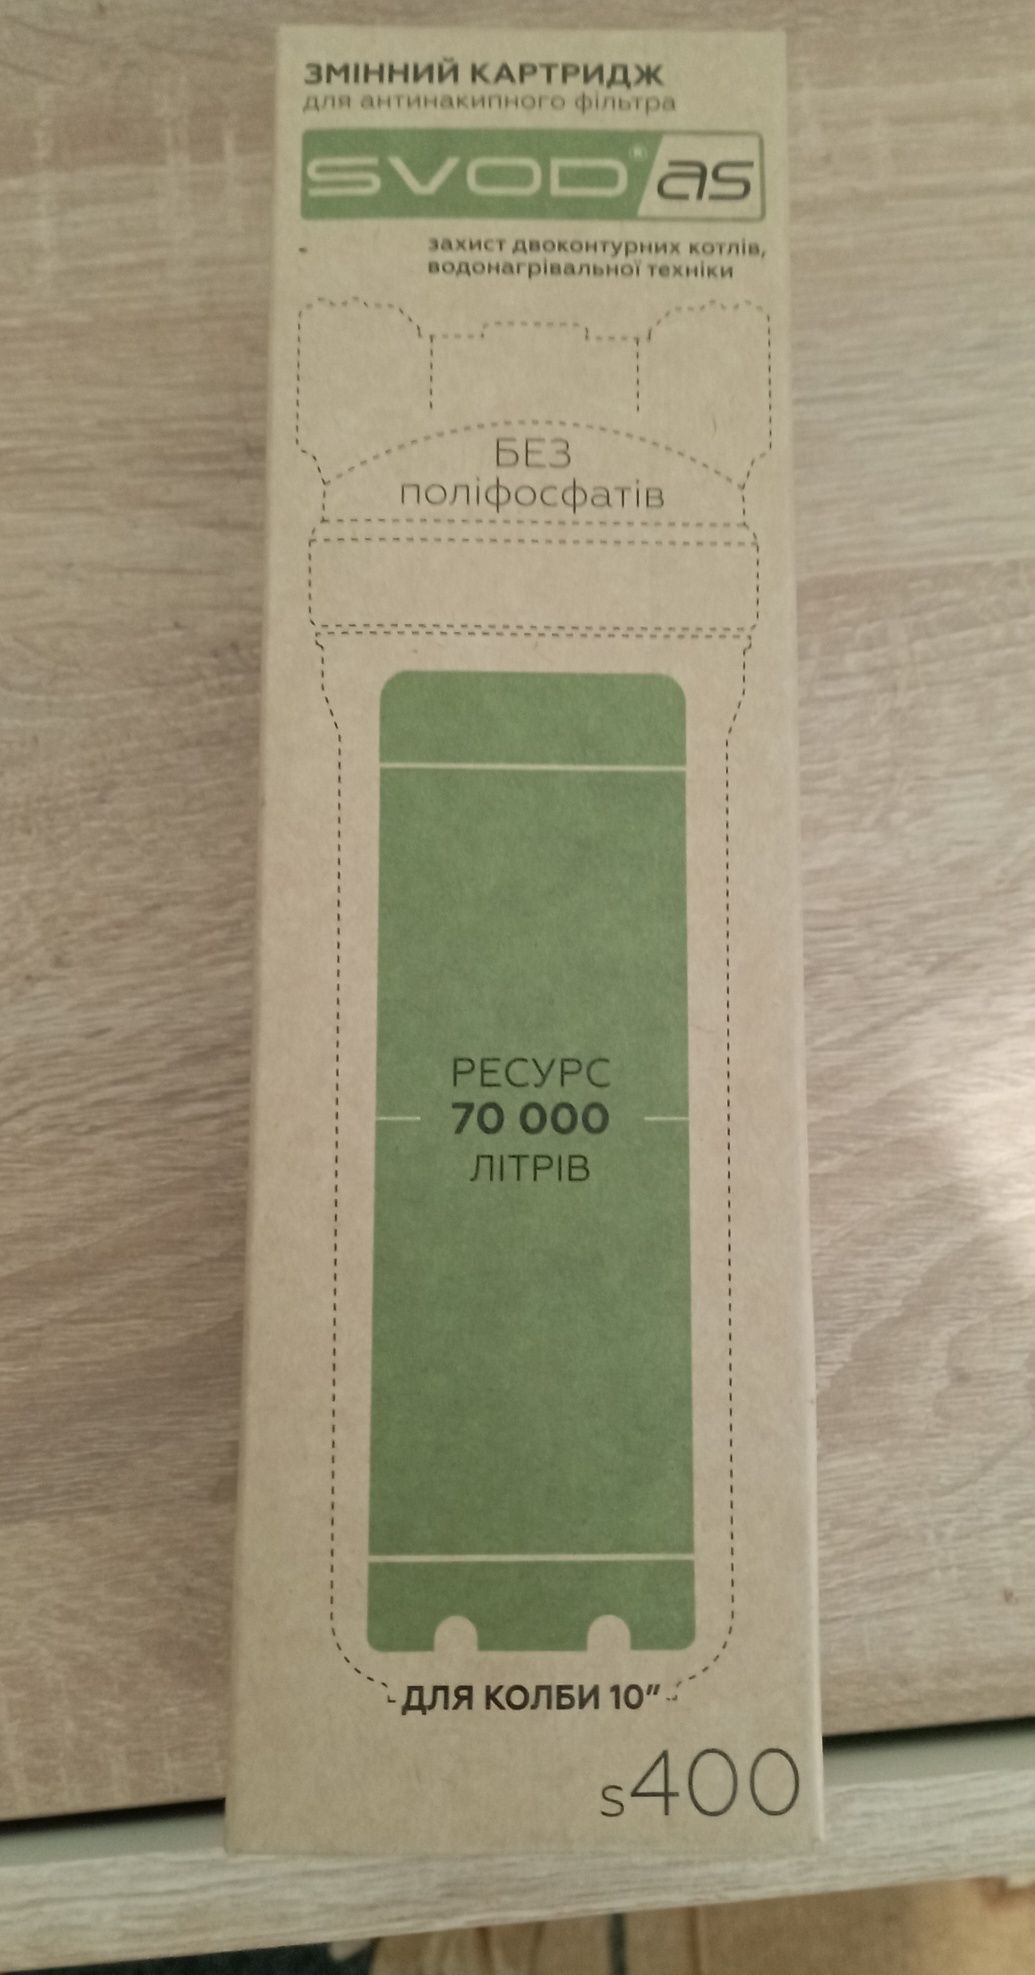 ЗМІННИЙ КАРТРИДЖ
для антинакипного фільтра
SVOD® as
захист двоконтурних котлів,
водонагрівальної техніки
БЕЗ
поліфосфатів
РЕСУРС
70 000
ЛІТРІВ
ДЛЯ КОЛБИ 10"
s400